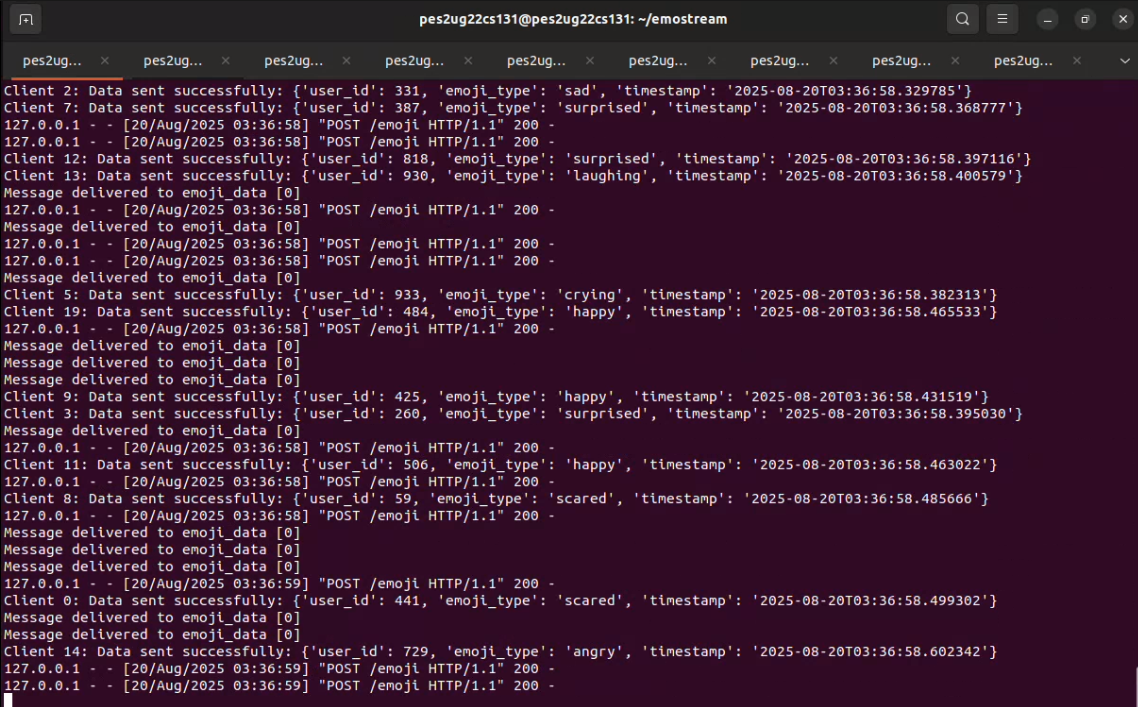 pes2ug22cs131@pes2ug22cs131: ~/emostream
pes2ug... pes2ug... pes2ug... pes2ug... pes2ug... pes2ug... pes2ug... pes2ug... pes2ug...
Client 2: Data sent successfully: {'user_id': 331, 'emoji_type': 'sad', 'timestamp': '2025-08-20T03:36:58.329785'}
Client 7: Data sent successfully: {'user_id': 387, 'emoji_type': 'surprised', 'timestamp': '2025-08-20T03:36:58.368777'}
127.0.0.1 - - [20/Aug/2025 03:36:58] "POST /emoji HTTP/1.1" 200 -
127.0.0.1 - - [20/Aug/2025 03:36:58] "POST /emoji HTTP/1.1" 200 -
Client 12: Data sent successfully: {'user_id': 818, 'emoji_type': 'surprised', 'timestamp': '2025-08-20T03:36:58.397116'}
Client 13: Data sent successfully: {'user_id': 930, 'emoji_type': 'laughing', 'timestamp': '2025-08-20T03:36:58.400579'}
Message delivered to emoji_data [0]
127.0.0.1 - - [20/Aug/2025 03:36:58] "POST /emoji HTTP/1.1" 200 -
Message delivered to emoji_data [0]
127.0.0.1 - - [20/Aug/2025 03:36:58] "POST /emoji HTTP/1.1" 200 -
127.0.0.1 - - [20/Aug/2025 03:36:58] "POST /emoji HTTP/1.1" 200 -
Message delivered to emoji_data [0]
Client 5: Data sent successfully: {'user_id': 933, 'emoji_type': 'crying', 'timestamp': '2025-08-20T03:36:58.382313'}
Client 19: Data sent successfully: {'user_id': 484, 'emoji_type': 'happy', 'timestamp': '2025-08-20T03:36:58.465533'}
127.0.0.1 - - [20/Aug/2025 03:36:58] "POST /emoji HTTP/1.1" 200 -
Message delivered to emoji_data [0]
Message delivered to emoji_data [0]
Message delivered to emoji_data [0]
Client 9: Data sent successfully: {'user_id': 425, 'emoji_type': 'happy', 'timestamp': '2025-08-20T03:36:58.431519'}
Client 3: Data sent successfully: {'user_id': 260, 'emoji_type': 'surprised', 'timestamp': '2025-08-20T03:36:58.395030'}
Message delivered to emoji_data [0]
127.0.0.1 - - [20/Aug/2025 03:36:58] "POST /emoji HTTP/1.1" 200 -
Client 11: Data sent successfully: {'user_id': 506, 'emoji_type': 'happy', 'timestamp': '2025-08-20T03:36:58.463022'}
127.0.0.1 - - [20/Aug/2025 03:36:58] "POST /emoji HTTP/1.1" 200 -
Client 8: Data sent successfully: {'user_id': 59, 'emoji_type': 'scared', 'timestamp': '2025-08-20T03:36:58.485666'}
127.0.0.1 - - [20/Aug/2025 03:36:58] "POST /emoji HTTP/1.1" 200 -
Message delivered to emoji_data [0]
Message delivered to emoji_data [0]
Message delivered to emoji_data [0]
127.0.0.1 - - [20/Aug/2025 03:36:59] "POST /emoji HTTP/1.1" 200 -
Client 0: Data sent successfully: {'user_id': 441, 'emoji_type': 'scared', 'timestamp': '2025-08-20T03:36:58.499302'}
Message delivered to emoji_data [0]
Message delivered to emoji_data [0]
Client 14: Data sent successfully: {'user_id': 729, 'emoji_type': 'angry', 'timestamp': '2025-08-20T03:36:58.602342'}
127.0.0.1 - - [20/Aug/2025 03:36:59] "POST /emoji HTTP/1.1" 200 -
127.0.0.1 - - [20/Aug/2025 03:36:59] "POST /emoji HTTP/1.1" 200 -